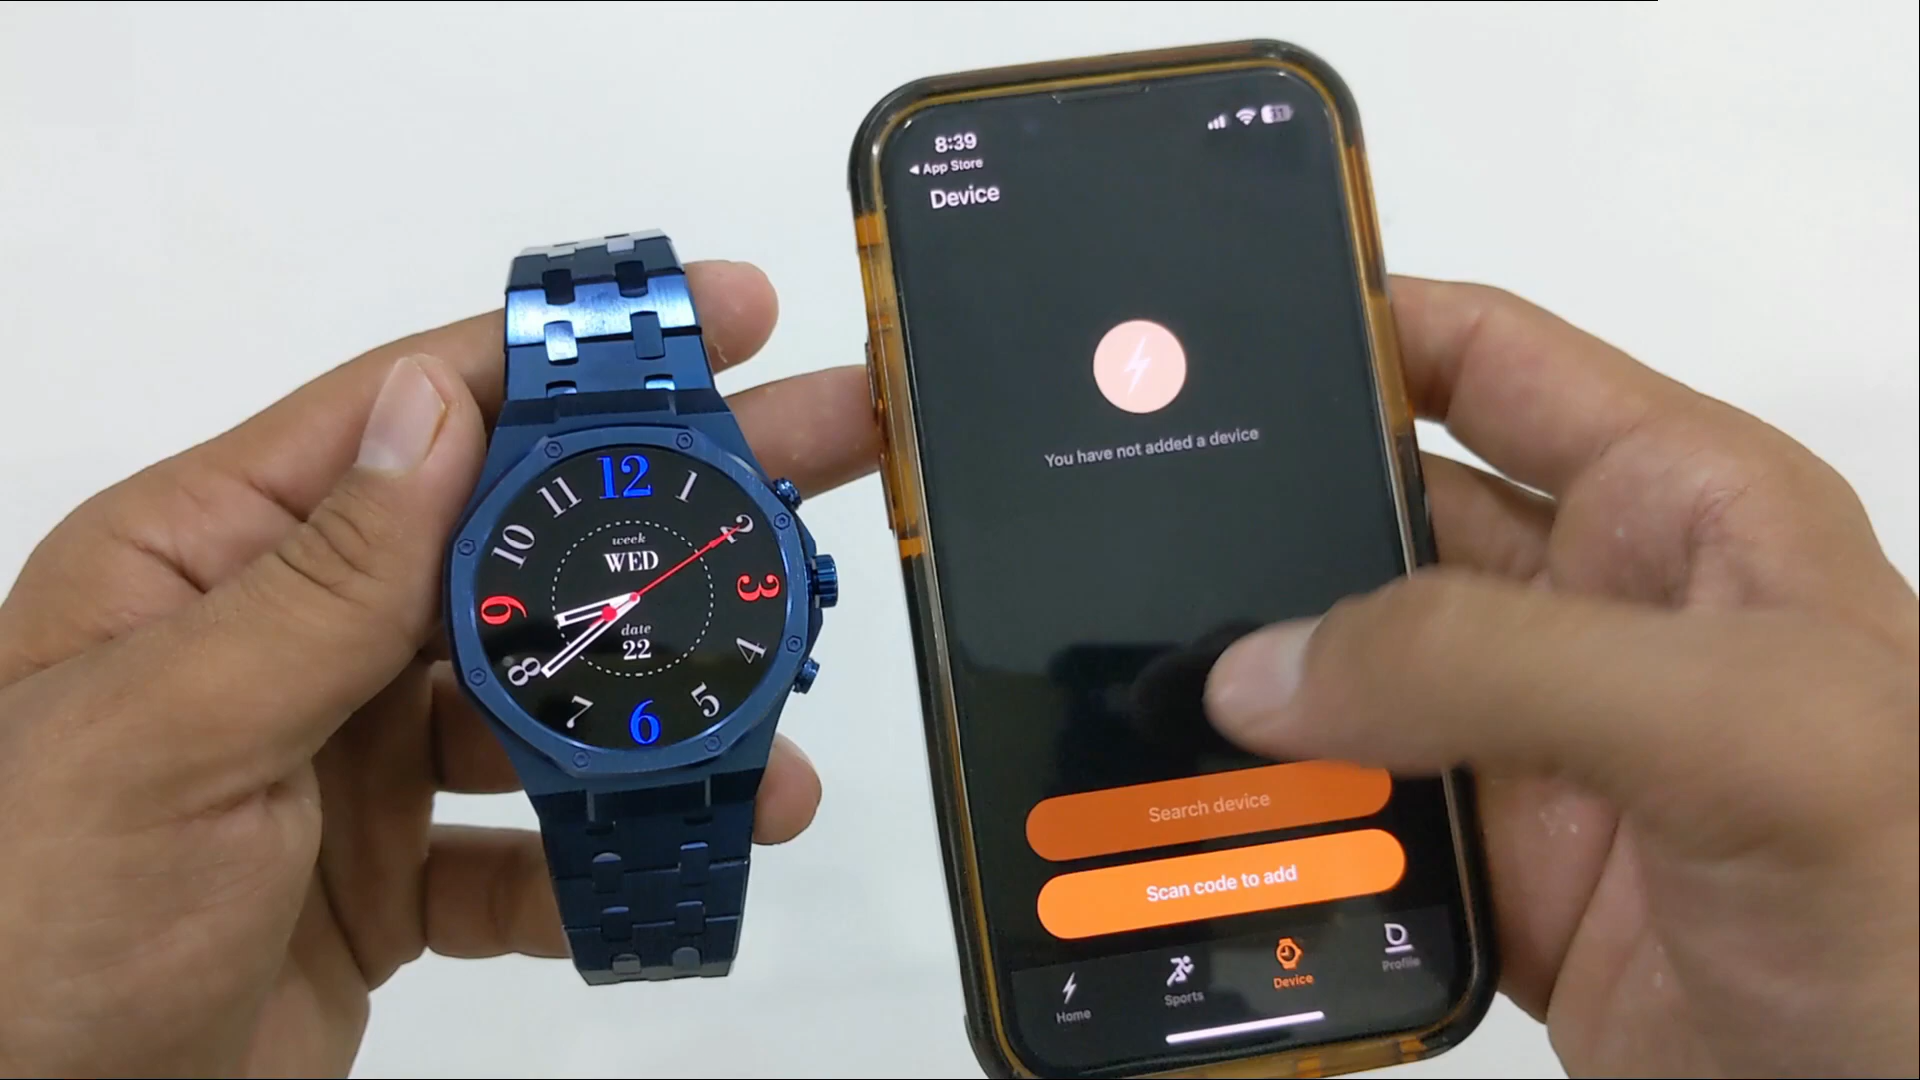 12
11
1
10
2
week
WED
9
3
date
22
8
4
7
5
6
8:39
31
◀ App Store
Device
You have not added a device
Search device
Scan code to add
Home
Sports
Device
Profile